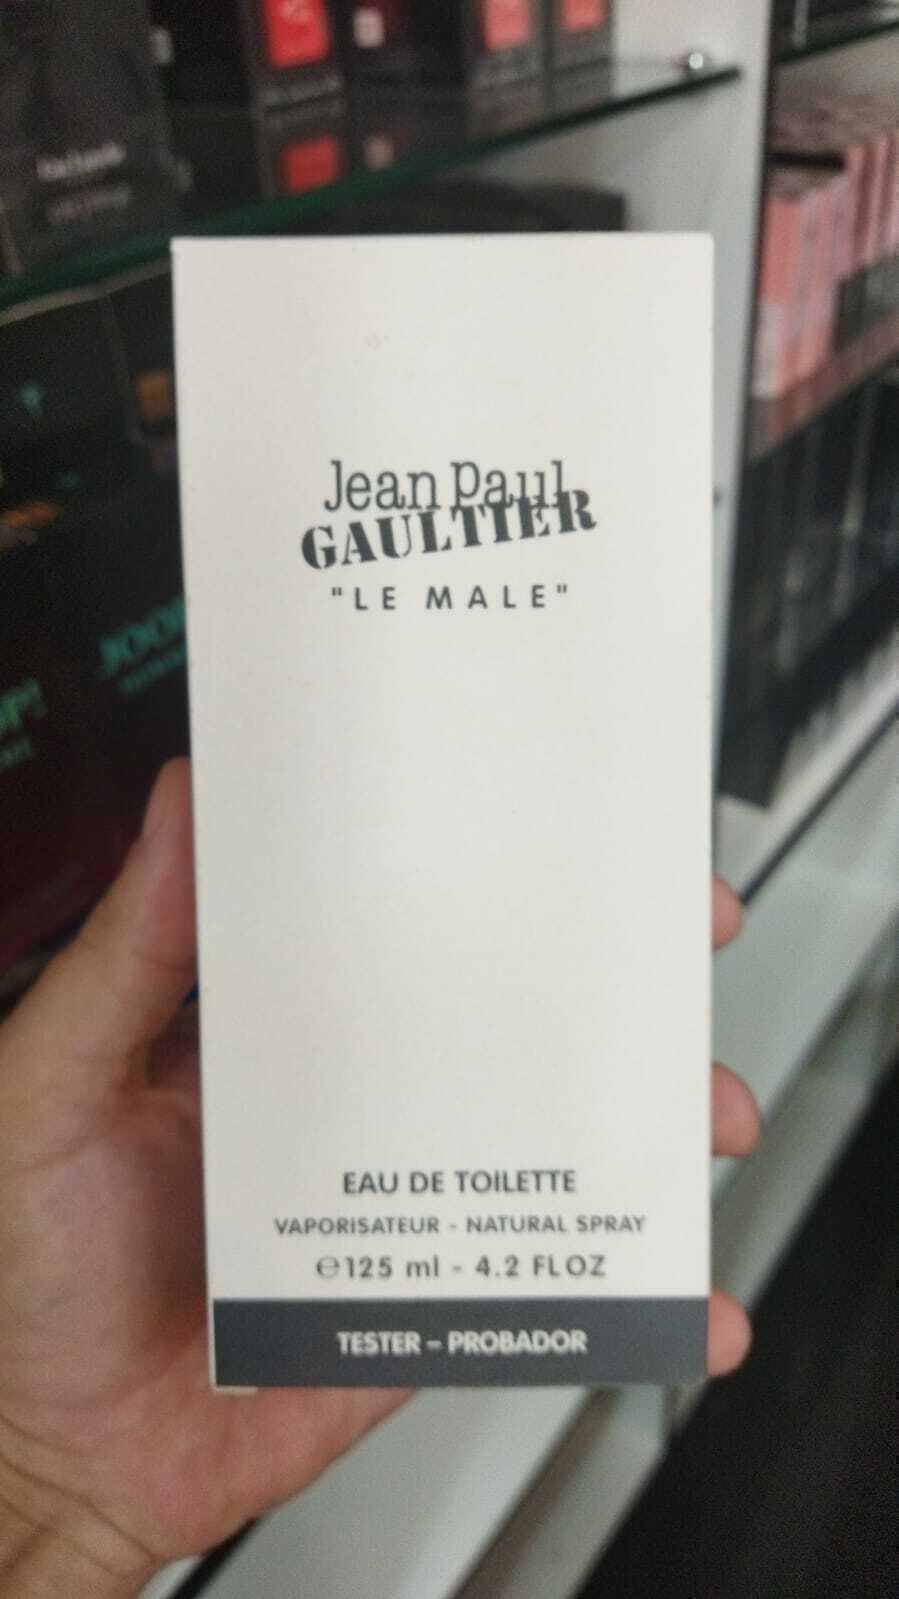 Jean Paul
GAULTIER
"LE MALE"
EAU DE TOILETTE
VAPORISATEUR - NATURAL SPRAY
℮125 ml - 4.2 FL OZ
TESTER – PROBADOR
JOOP!